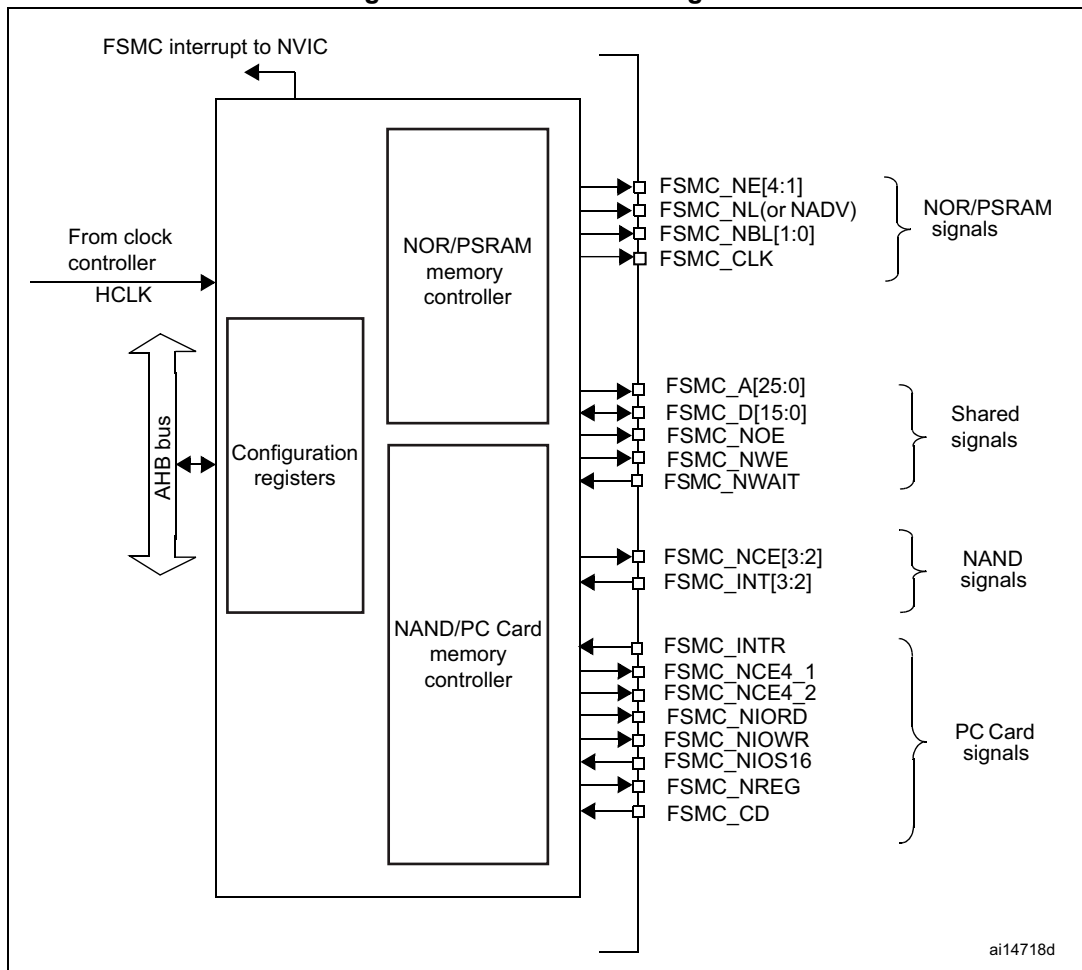 FSMC interrupt to NVIC
From clock
controller
HCLK
AHB bus
Configuration
registers
NOR/PSRAM
memory
controller
NAND/PC Card
memory
controller
FSMC_NE[4:1]
FSMC_NL(or NADV)
FSMC_NBL[1:0]
FSMC_CLK
NOR/PSRAM
signals
FSMC_A[25:0]
FSMC_D[15:0]
FSMC_NOE
FSMC_NWE
FSMC_NWAIT
Shared
signals
FSMC_NCE[3:2]
FSMC_INT[3:2]
NAND
signals
FSMC_INTR
FSMC_NCE4_1
FSMC_NCE4_2
FSMC_NIORD
FSMC_NIOWR
FSMC_NIOS16
FSMC_NREG
FSMC_CD
PC Card
signals
ai14718d